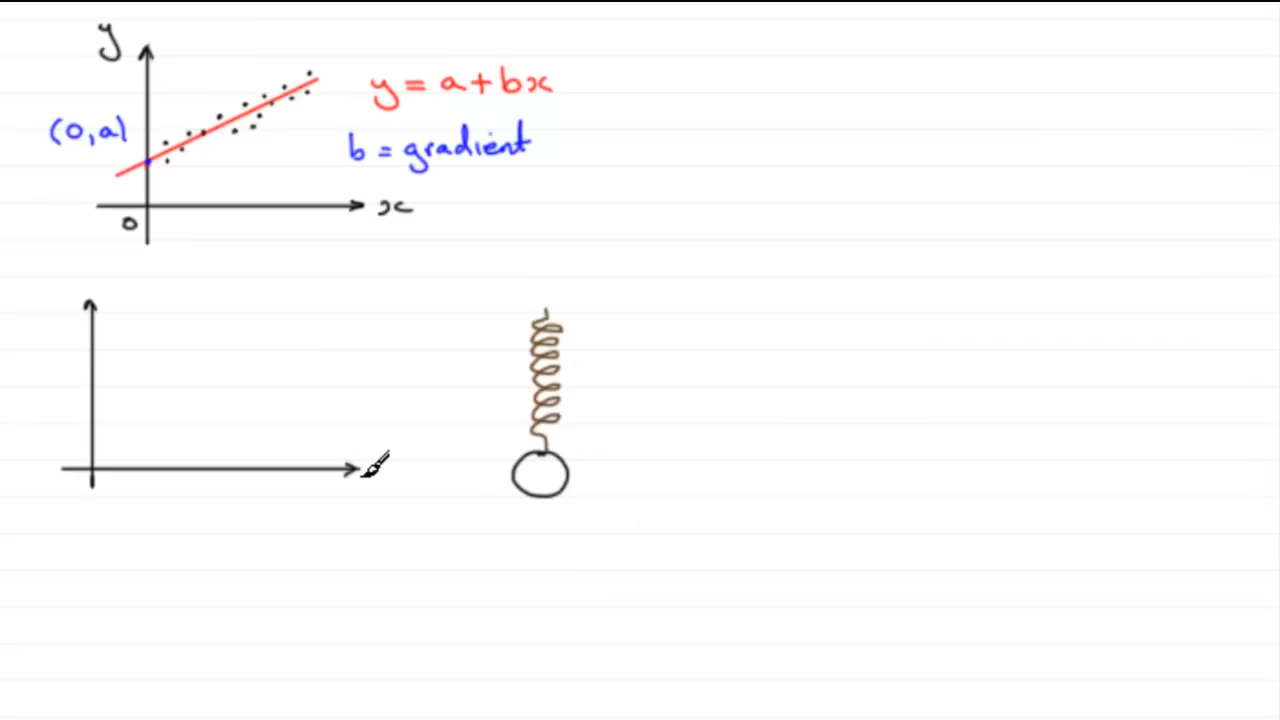 y
y = a + bx
(0, a)
b = gradient
x
0